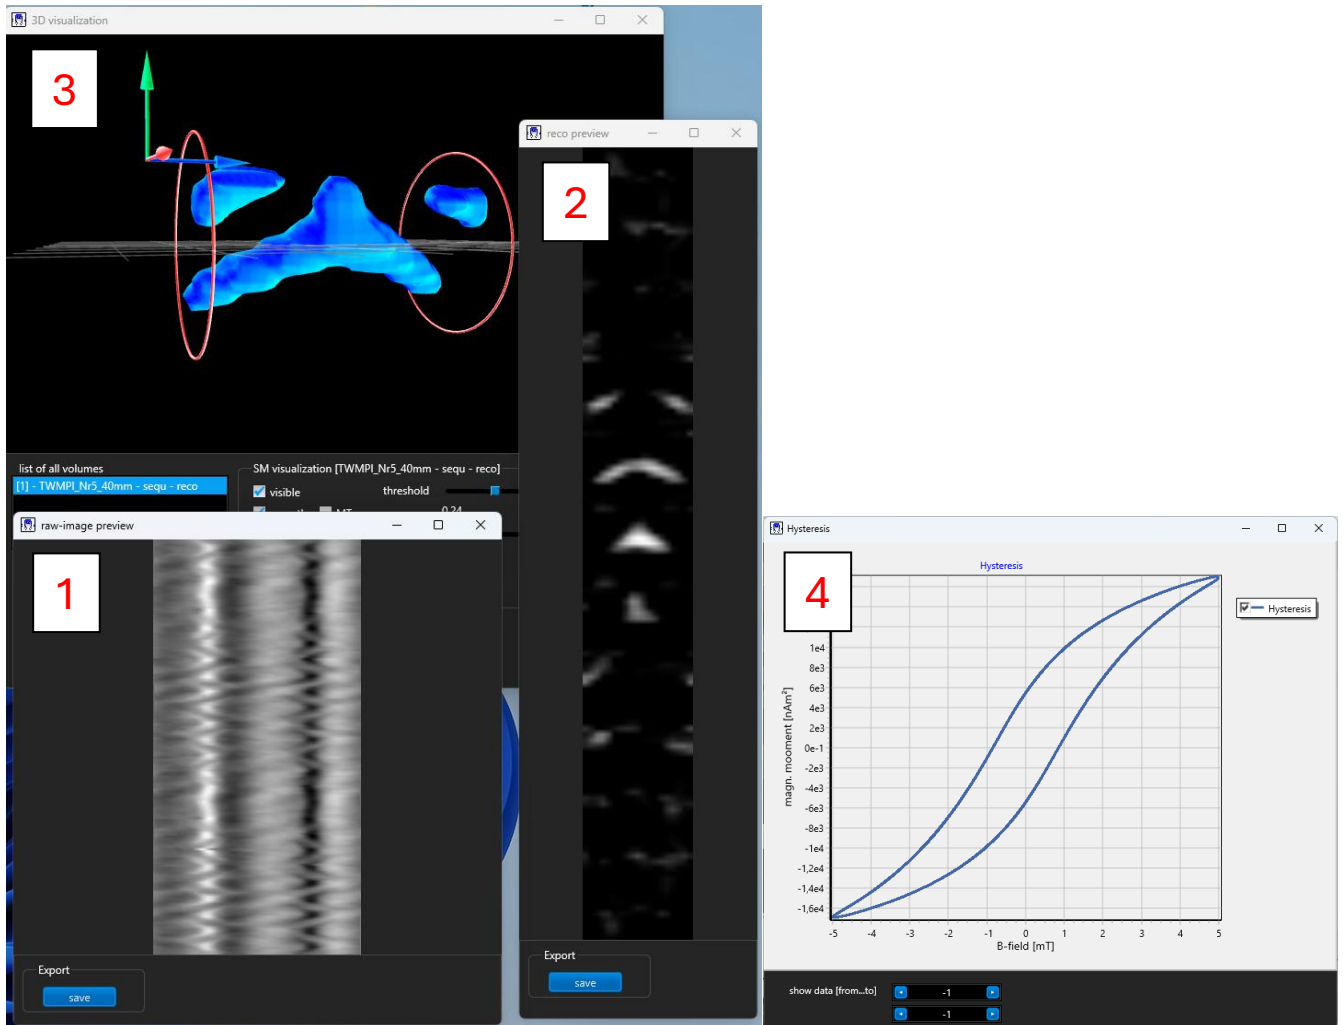 3D visualization
3
list of all volumes
[1] - TWMPI_Nr5_40mm - sequ - reco
SM visualization [TWMPI_Nr5_40mm - sequ - reco]
visible
threshold
0.24
raw-image preview
1
Export
save
reco preview
2
Export
save
Hysteresis
4
Hysteresis
Hysteresis
magn. mooment [nAm²]
1e4
8e3
6e3
4e3
2e3
0e-1
-2e3
-4e3
-6e3
-8e3
-1e4
-1,2e4
-1,4e4
-1,6e4
-5 -4 -3 -2 -1 0 1 2 3 4 5
B-field [mT]
show data [from...to]
-1
-1